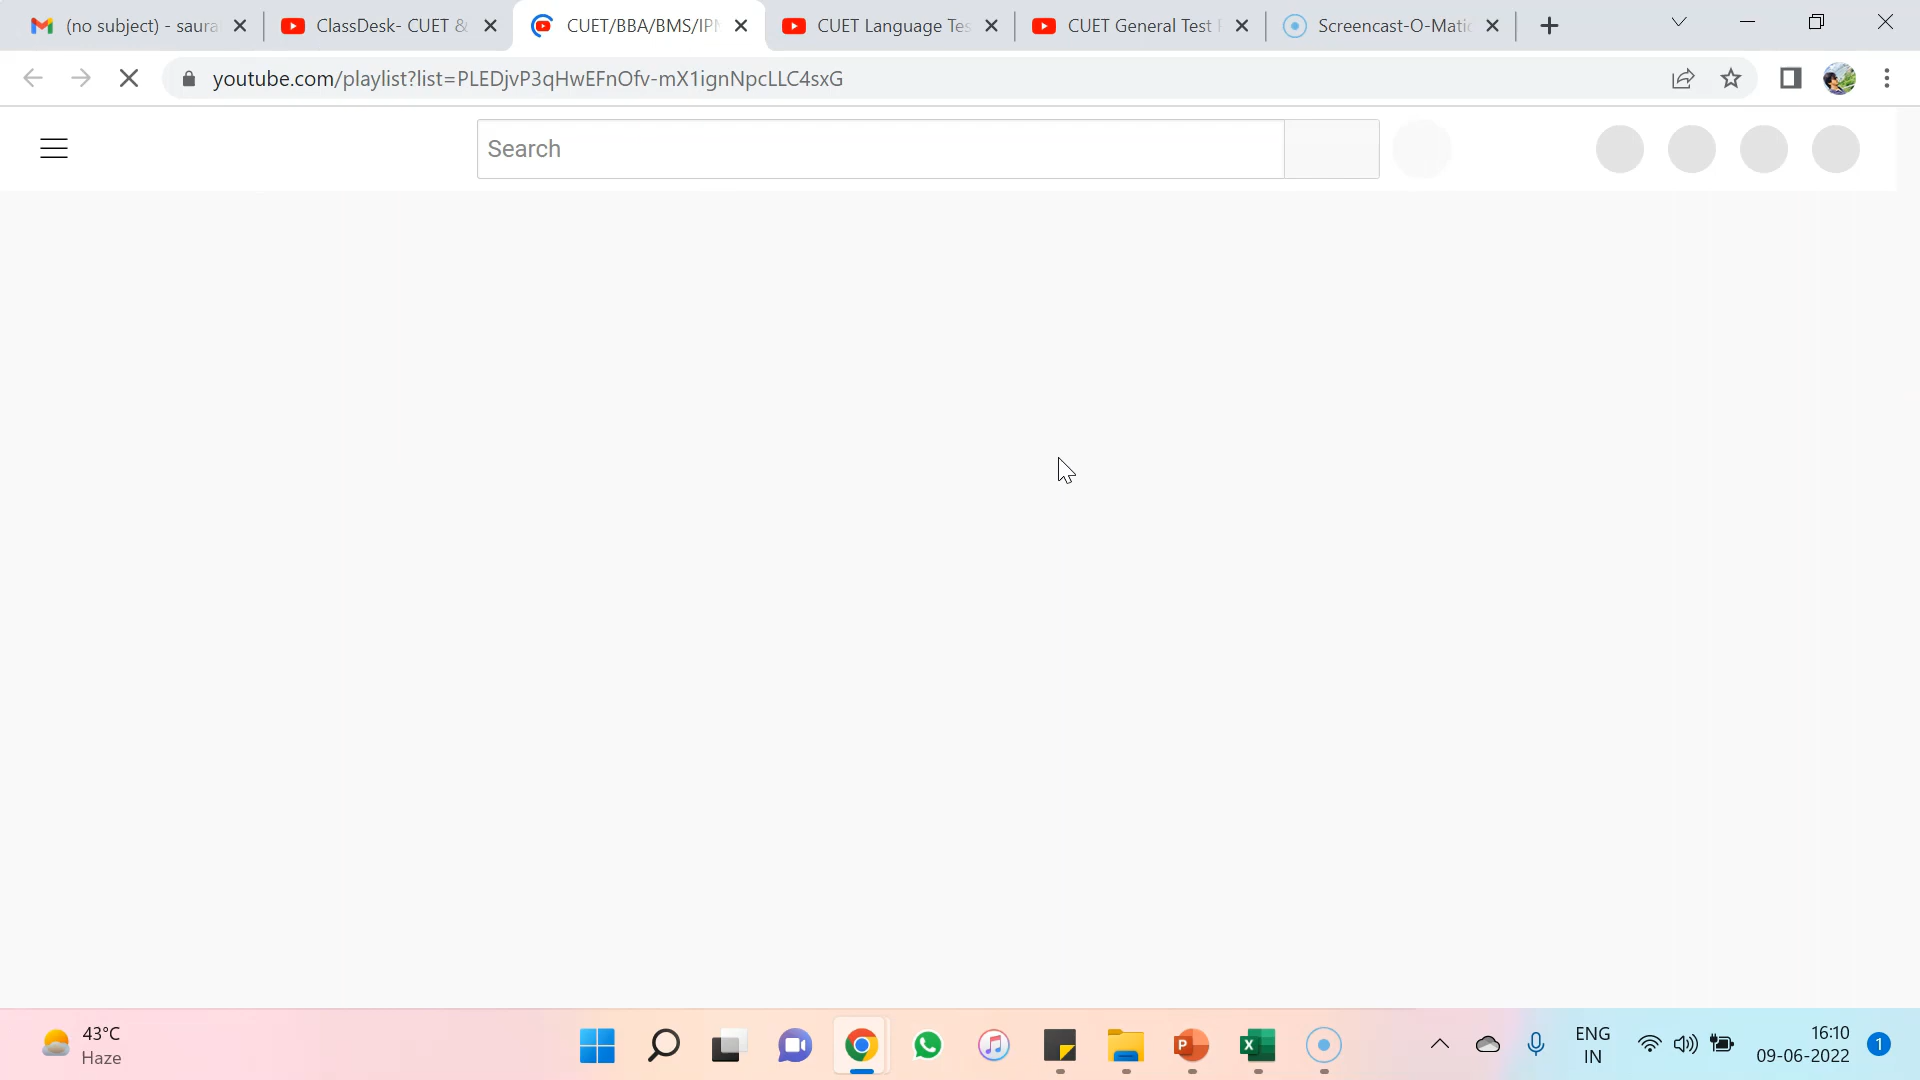 (no subject) - saura
ClassDesk- CUET &
CUET/BBA/BMS/IPM
CUET Language Tes
CUET General Test
Screencast-O-Matic
youtube.com/playlist?list=PLEDjvP3qHwEFnOfv-mX1ignNpcLLC4sxG
Search
43°C
Haze
ENG
IN
16:10
09-06-2022
1